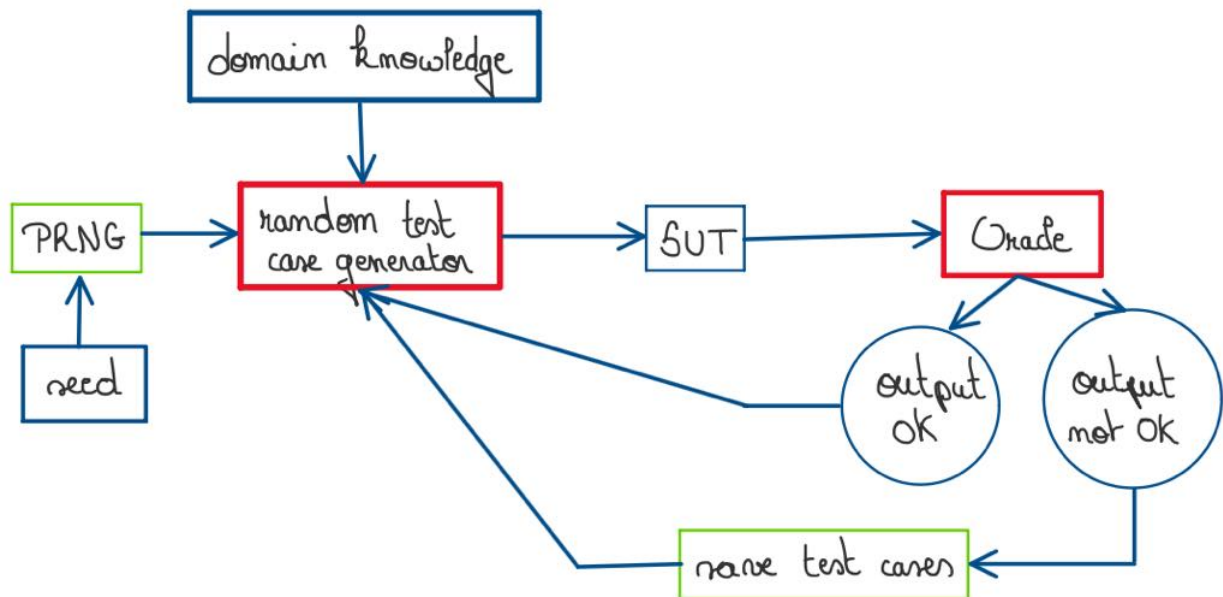 domain knowledge
PRNG
random test
case generator
SUT
Oracle
seed
output
OK
output
not OK
save test cases